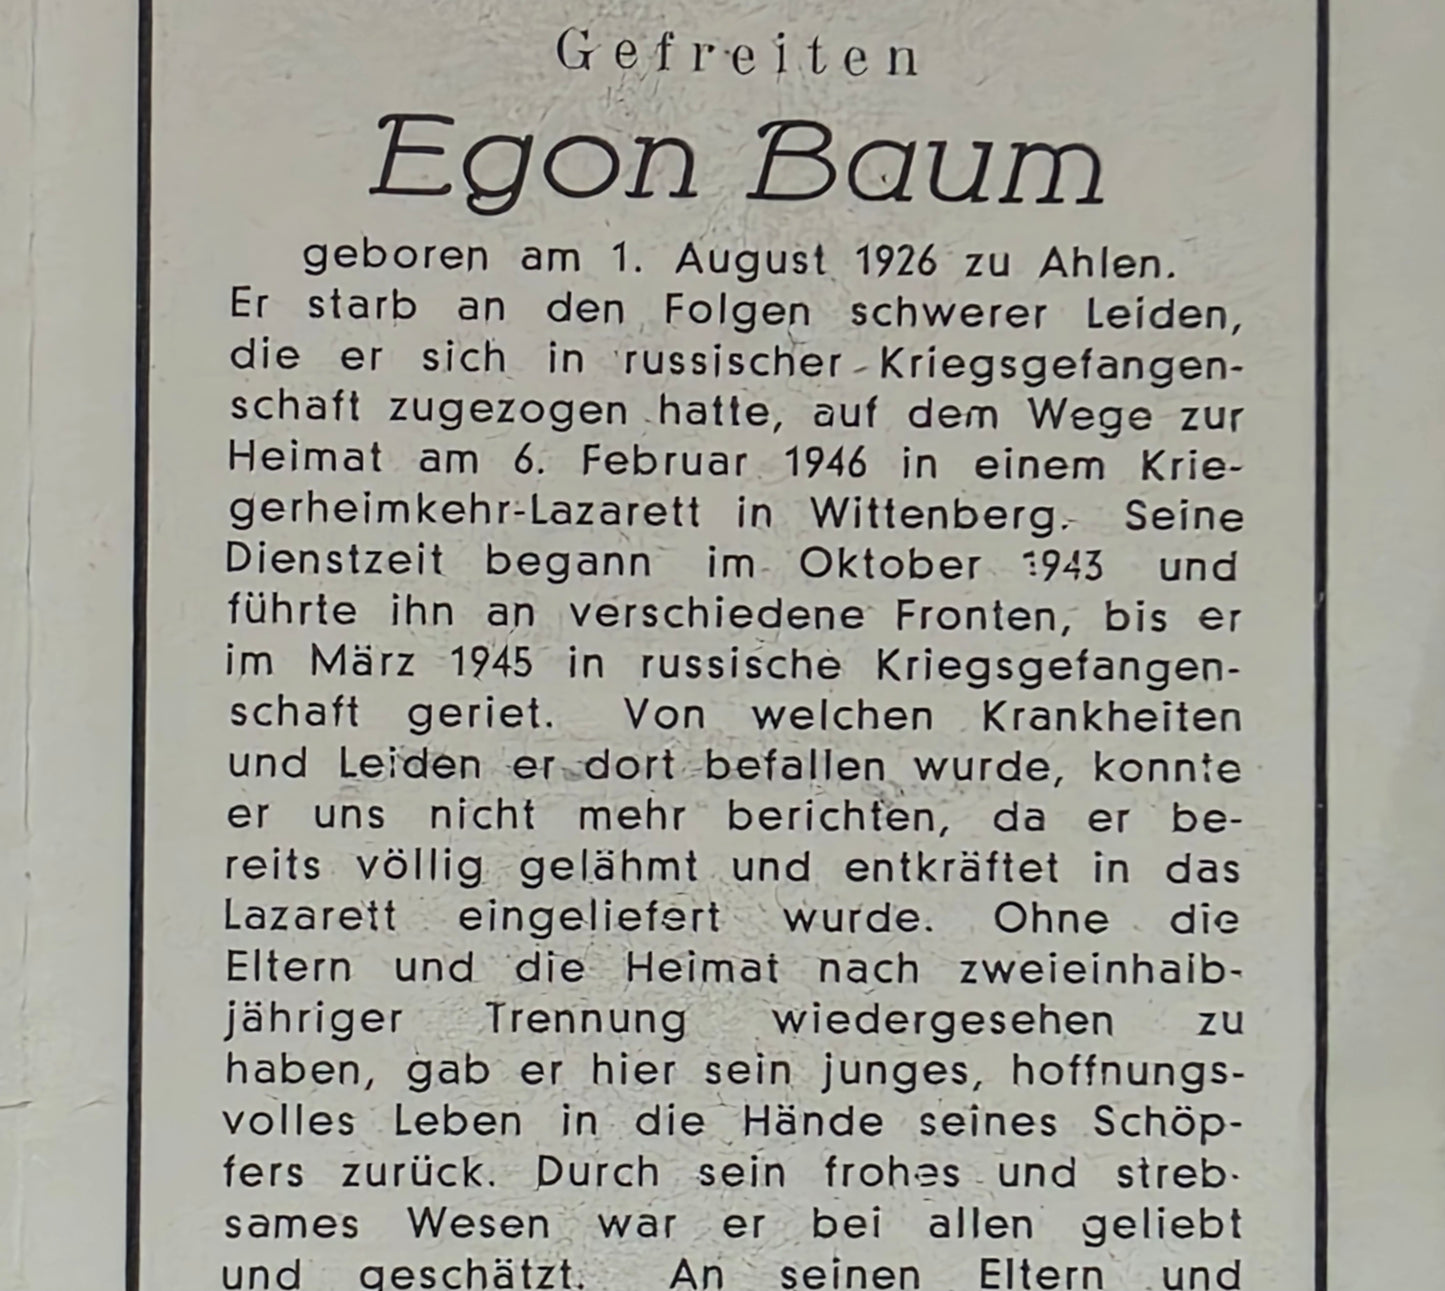 Gefreiten
Egon Baum
geboren am 1. August 1926 zu Ahlen.
Er starb an den Folgen schwerer Leiden,
die er sich in russischer Kriegsgefangen-
schaft zugezogen hatte, auf dem Wege zur
Heimat am 6. Februar 1946 in einem Krie-
gerheimkehr-Lazarett in Wittenberg. Seine
Dienstzeit begann im Oktober 1943 und
führte ihn an verschiedene Fronten, bis er
im März 1945 in russische Kriegsgefangen-
schaft geriet. Von welchen Krankheiten
und Leiden er dort befallen wurde, konnte
er uns nicht mehr berichten, da er be-
reits völlig gelähmt und entkräftet in das
Lazarett eingeliefert wurde. Ohne die
Eltern und die Heimat nach zweieinhalb-
jähriger Trennung wiedergesehen zu
haben, gab er hier sein junges, hoffnungs-
volles Leben in die Hände seines Schöp-
fers zurück. Durch sein frohes und streb-
sames Wesen war er bei allen geliebt
und geschätzt. An seinen Eltern und